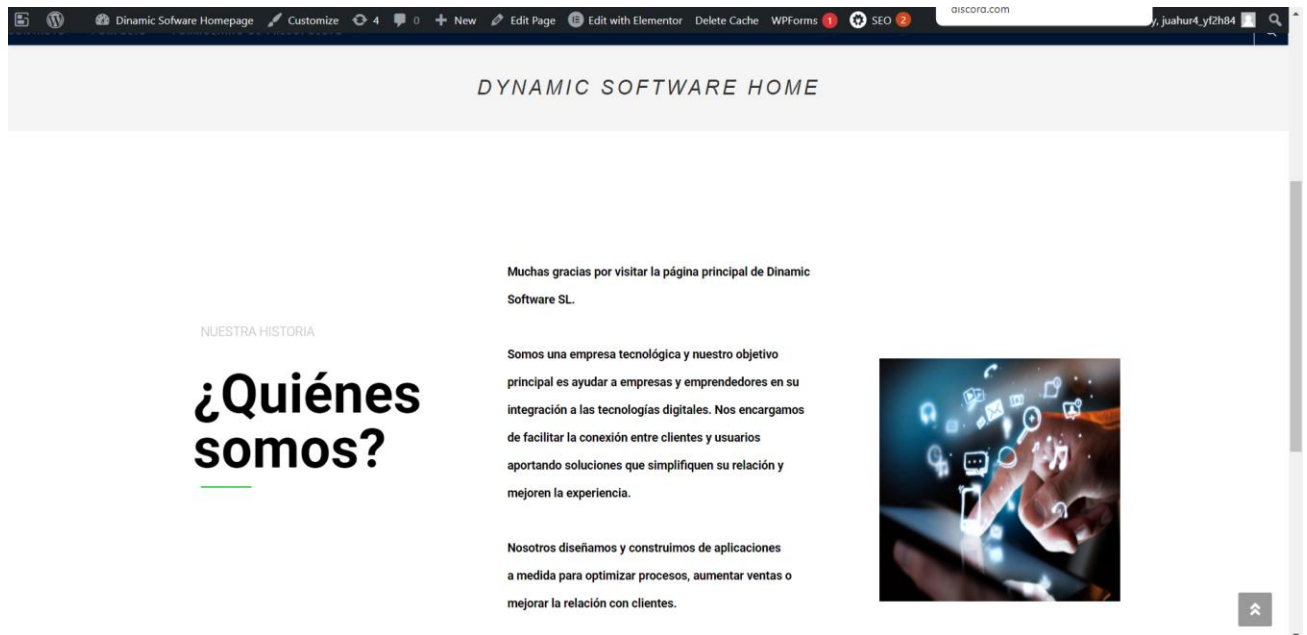 Dinamic Sofware Homepage Customize 4 0 + New Edit Page Edit with Elementor Delete Cache WPForms 1 SEO 2
discord.com
y, juahur4_yf2h84
DYNAMIC SOFTWARE HOME
NUESTRA HISTORIA
¿Quiénes
somos?
Muchas gracias por visitar la página principal de Dinamic
Software SL.
Somos una empresa tecnológica y nuestro objetivo
principal es ayudar a empresas y emprendedores en su
integración a las tecnologías digitales. Nos encargamos
de facilitar la conexión entre clientes y usuarios
aportando soluciones que simplifiquen su relación y
mejoren la experiencia.
Nosotros diseñamos y construimos de aplicaciones
a medida para optimizar procesos, aumentar ventas o
mejorar la relación con clientes.